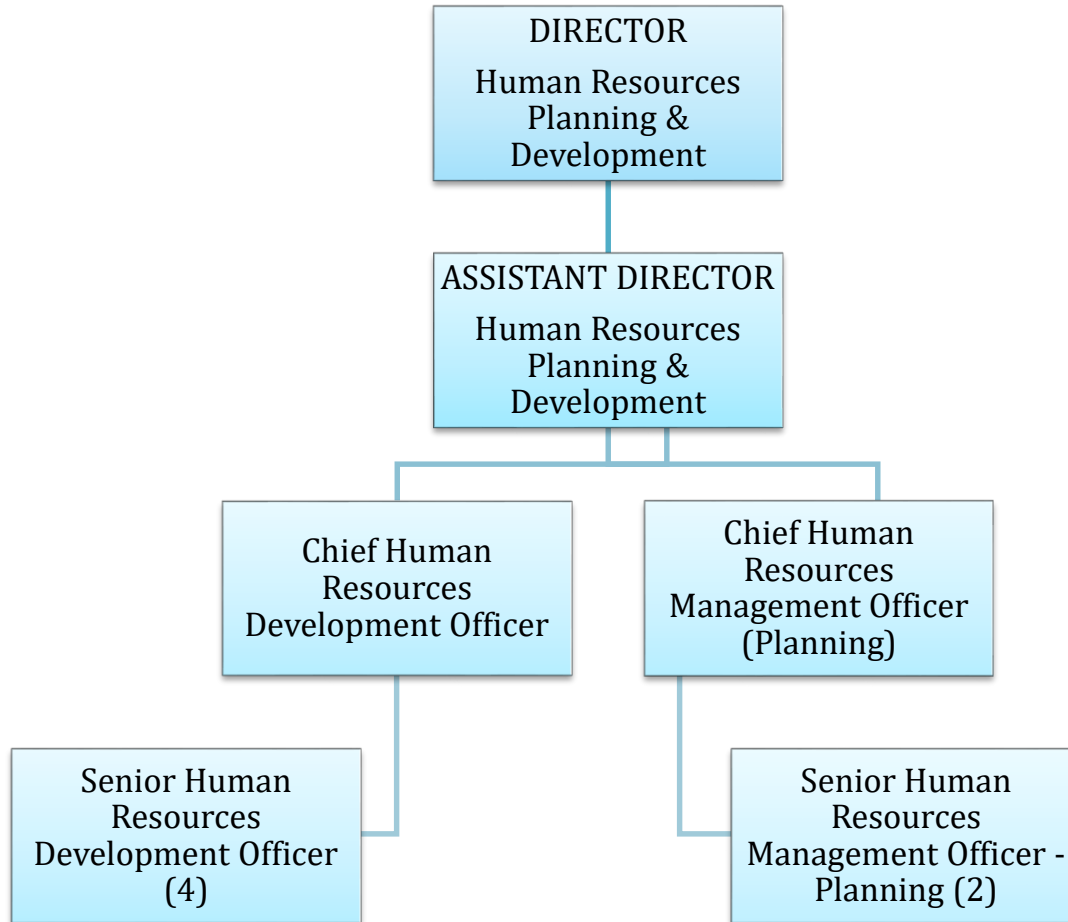 DIRECTOR
Human Resources
Planning &
Development
ASSISTANT DIRECTOR
Human Resources
Planning &
Development
Chief Human
Resources
Development Officer
Chief Human
Resources
Management Officer
(Planning)
Senior Human
Resources
Development Officer
(4)
Senior Human
Resources
Management Officer -
Planning (2)